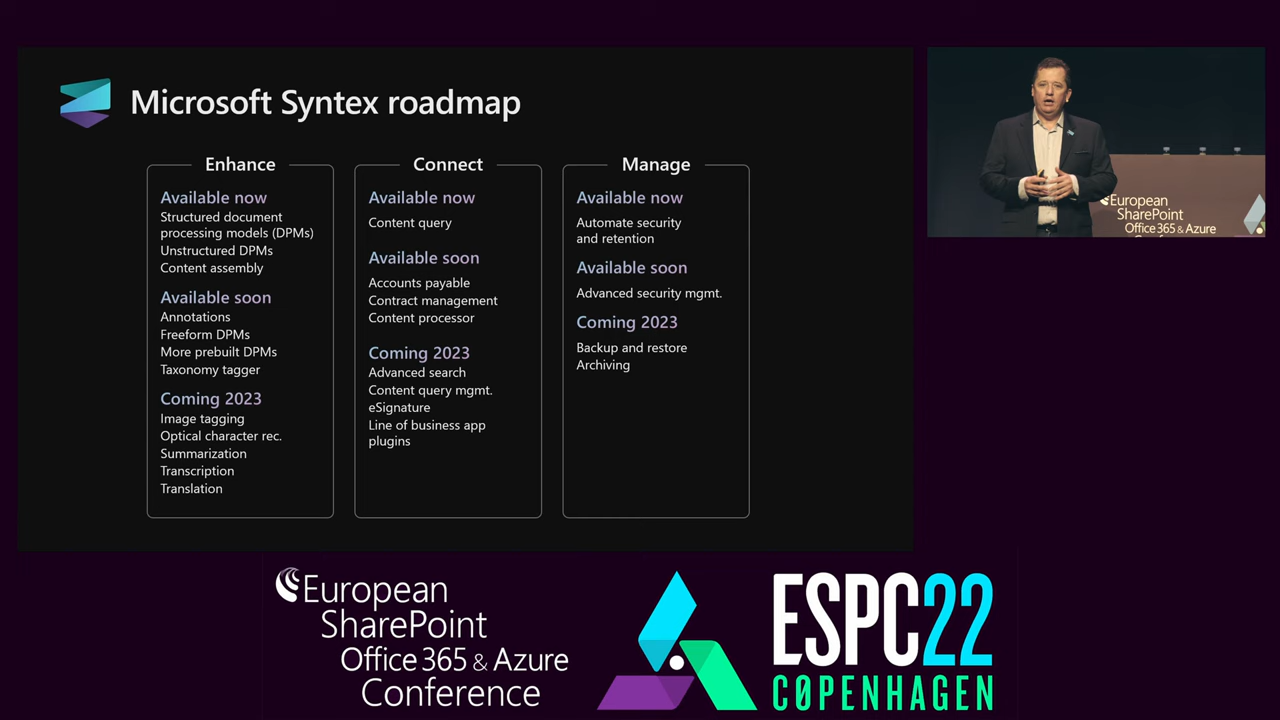 Microsoft Syntex roadmap
Enhance
Available now
Structured document
processing models (DPMs)
Unstructured DPMs
Content assembly
Available soon
Annotations
Freeform DPMs
More prebuilt DPMs
Taxonomy tagger
Coming 2023
Image tagging
Optical character rec.
Summarization
Transcription
Translation
Connect
Available now
Content query
Available soon
Accounts payable
Contract management
Content processor
Coming 2023
Advanced search
Content query mgmt.
eSignature
Line of business app
plugins
Manage
Available now
Automate security
and retention
Available soon
Advanced security mgmt.
Coming 2023
Backup and restore
Archiving
European
SharePoint
Office 365 & Azure
European
SharePoint
Office 365 & Azure
Conference
ESPC22
CØPENHAGEN